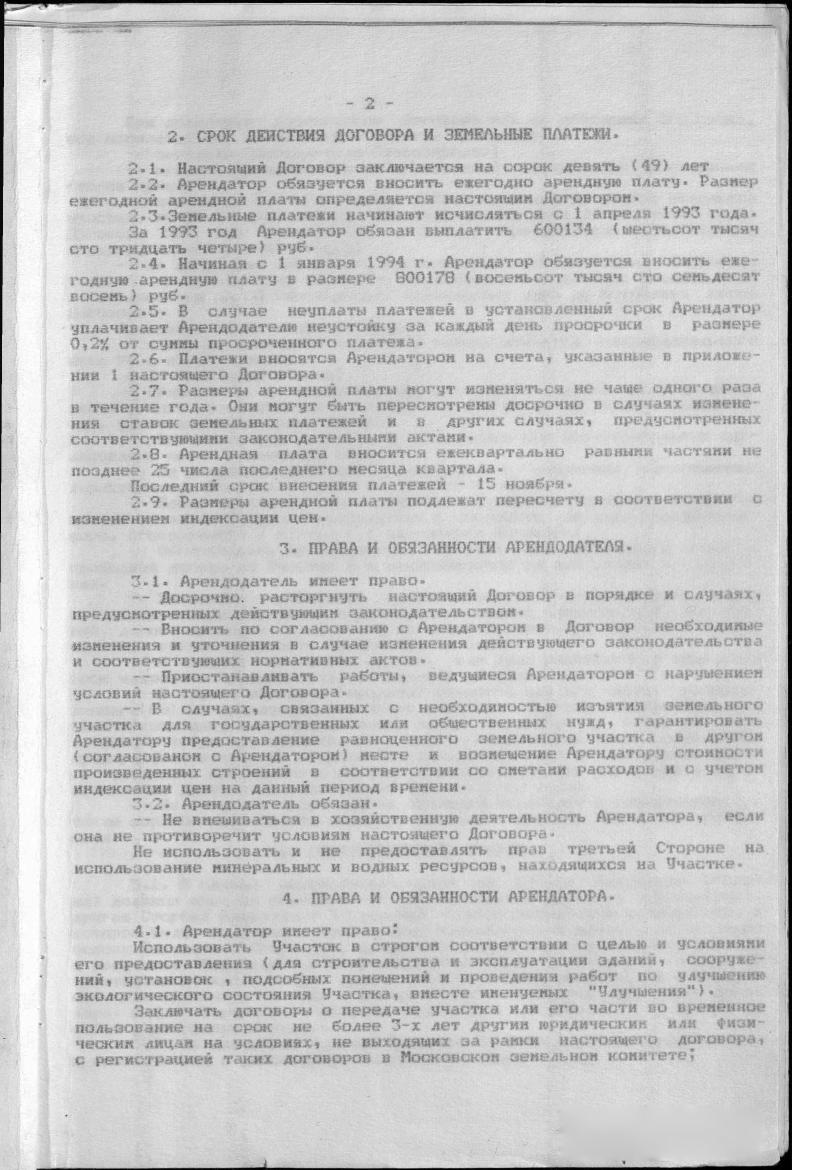 - 2 -
2. СРОК ДЕЙСТВИЯ ДОГОВОРА И ЗЕМЕЛЬНЫЕ ПЛАТЕЖИ.
2.1. Настоящий Договор заключается на сорок девять (49) лет
2.2. Арендатор обязуется вносить ежегодно арендную плату. Размер
ежегодной арендной платы определяется настоящим Договором.
2.3.Земельные платежи начинают исчисляться с 1 апреля 1993 года.
За 1993 год Арендатор обязан выплатить 600134 (шестьсот тысяч
сто тридцать четыре) руб.
2.4. Начиная с 1 января 1994 г. Арендатор обязуется вносить еже-
годную арендную плату в размере 800178 (восемьсот тысяч сто семьдесят
восемь) руб.
2.5. В случае неуплаты платежей в установленный срок Арендатор
уплачивает Арендодателю неустойку за каждый день просрочки в размере
0,2% от суммы просроченного платежа.
2.6. Платежи вносятся Арендатором на счета, указанные в приложе-
нии 1 настоящего Договора.
2.7. Размеры арендной платы могут изменяться не чаще одного раза
в течение года. Они могут быть пересмотрены досрочно в случаях измене-
ния ставок земельных платежей и в других случаях, предусмотренных
соответствующими законодательными актами.
2.8. Арендная плата вносится ежеквартально равными частями не
позднее 25 числа последнего месяца квартала.
Последний срок внесения платежей - 15 ноября.
2.9. Размеры арендной платы подлежат пересчету в соответствии с
изменением индексации цен.
3. ПРАВА И ОБЯЗАННОСТИ АРЕНДОДАТЕЛЯ.
3.1. Арендодатель имеет право.
-- Досрочно. расторгнуть настоящий Договор в порядке и случаях,
предусмотренных действующим законодательством.
-- Вносить по согласованию с Арендатором в Договор необходимые
изменения и уточнения в случае изменения действующего законодательства
и соответствующих нормативных актов.
-- Приостанавливать работы, ведущиеся Арендатором с нарушением
условий настоящего Договора.
-- В случаях, связанных с необходимостью изъятия земельного
участка для государственных или общественных нужд, гарантировать
Арендатору предоставление равноценного земельного участка в другом
(согласованом с Арендатором) месте и возмещение Арендатору стоимости
произведенных строений в соответствии со сметами расходов и с учетом
индексации цен на данный период времени.
3.2. Арендодатель обязан.
-- Не вмешиваться в хозяйственную деятельность Арендатора, если
она не противоречит условиям настоящего Договора.
Не использовать и не предоставлять прав третьей Стороне на
использование минеральных и водных ресурсов, находящихся на Участке.
4. ПРАВА И ОБЯЗАННОСТИ АРЕНДАТОРА.
4.1. Арендатор имеет право:
Использовать Участок в строгом соответствии с целью и условиями
его предоставления (для строительства и эксплуатации зданий, сооруже-
ний, установок , подсобных помещений и проведения работ по улучшению
экологического состояния Участка, вместе именуемых "Улучшения").
Заключать договоры о передаче участка или его части во временное
пользование на срок не более 3-х лет другим юридическим или физи-
ческим лицам на условиях, не выходящих за рамки настоящего договора,
с регистрацией таких договоров в Московском земельном комитете;